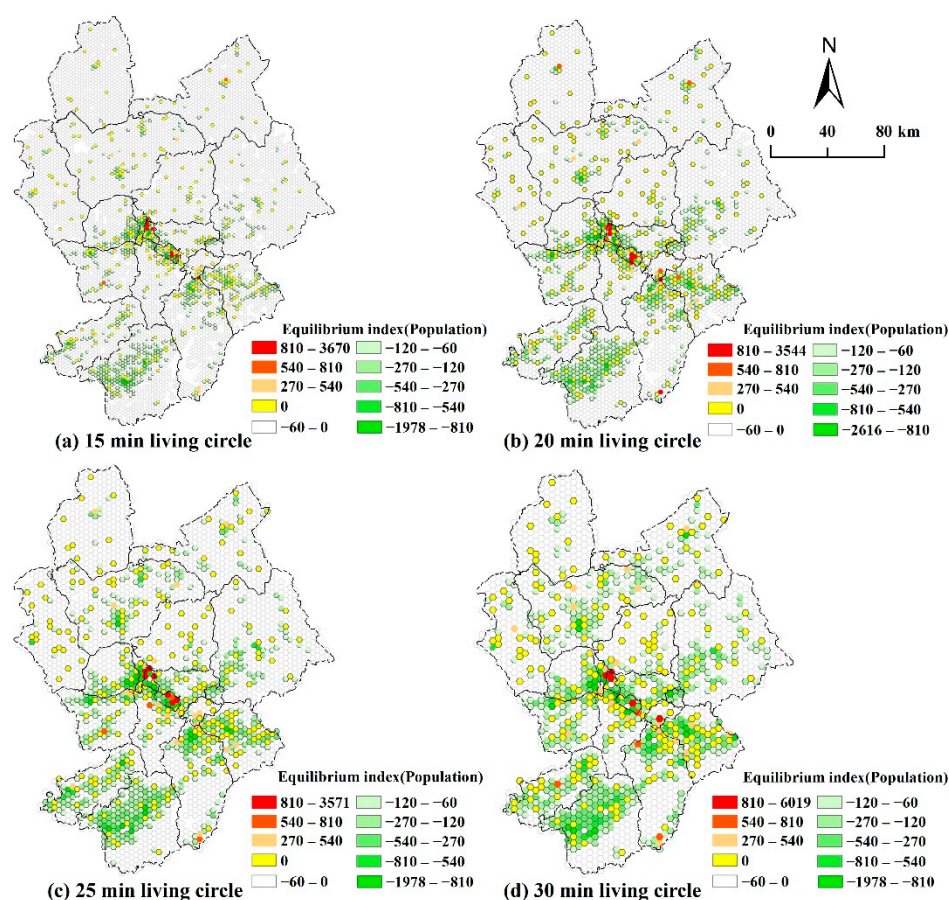 N
0 40 80 km
Equilibrium index(Population)
810 – 3670 −120 – −60
540 – 810 −270 – −120
270 – 540 −540 – −270
0 −810 – −540
−60 – 0 −1978 – −810
(a) 15 min living circle
Equilibrium index(Population)
810 – 3544 −120 – −60
540 – 810 −270 – −120
270 – 540 −540 – −270
0 −810 – −540
−60 – 0 −2616 – −810
(b) 20 min living circle
Equilibrium index(Population)
810 – 3571 −120 – −60
540 – 810 −270 – −120
270 – 540 −540 – −270
0 −810 – −540
−60 – 0 −1978 – −810
(c) 25 min living circle
Equilibrium index(Population)
810 – 6019 −120 – −60
540 – 810 −270 – −120
270 – 540 −540 – −270
0 −810 – −540
−60 – 0 −1978 – −810
(d) 30 min living circle